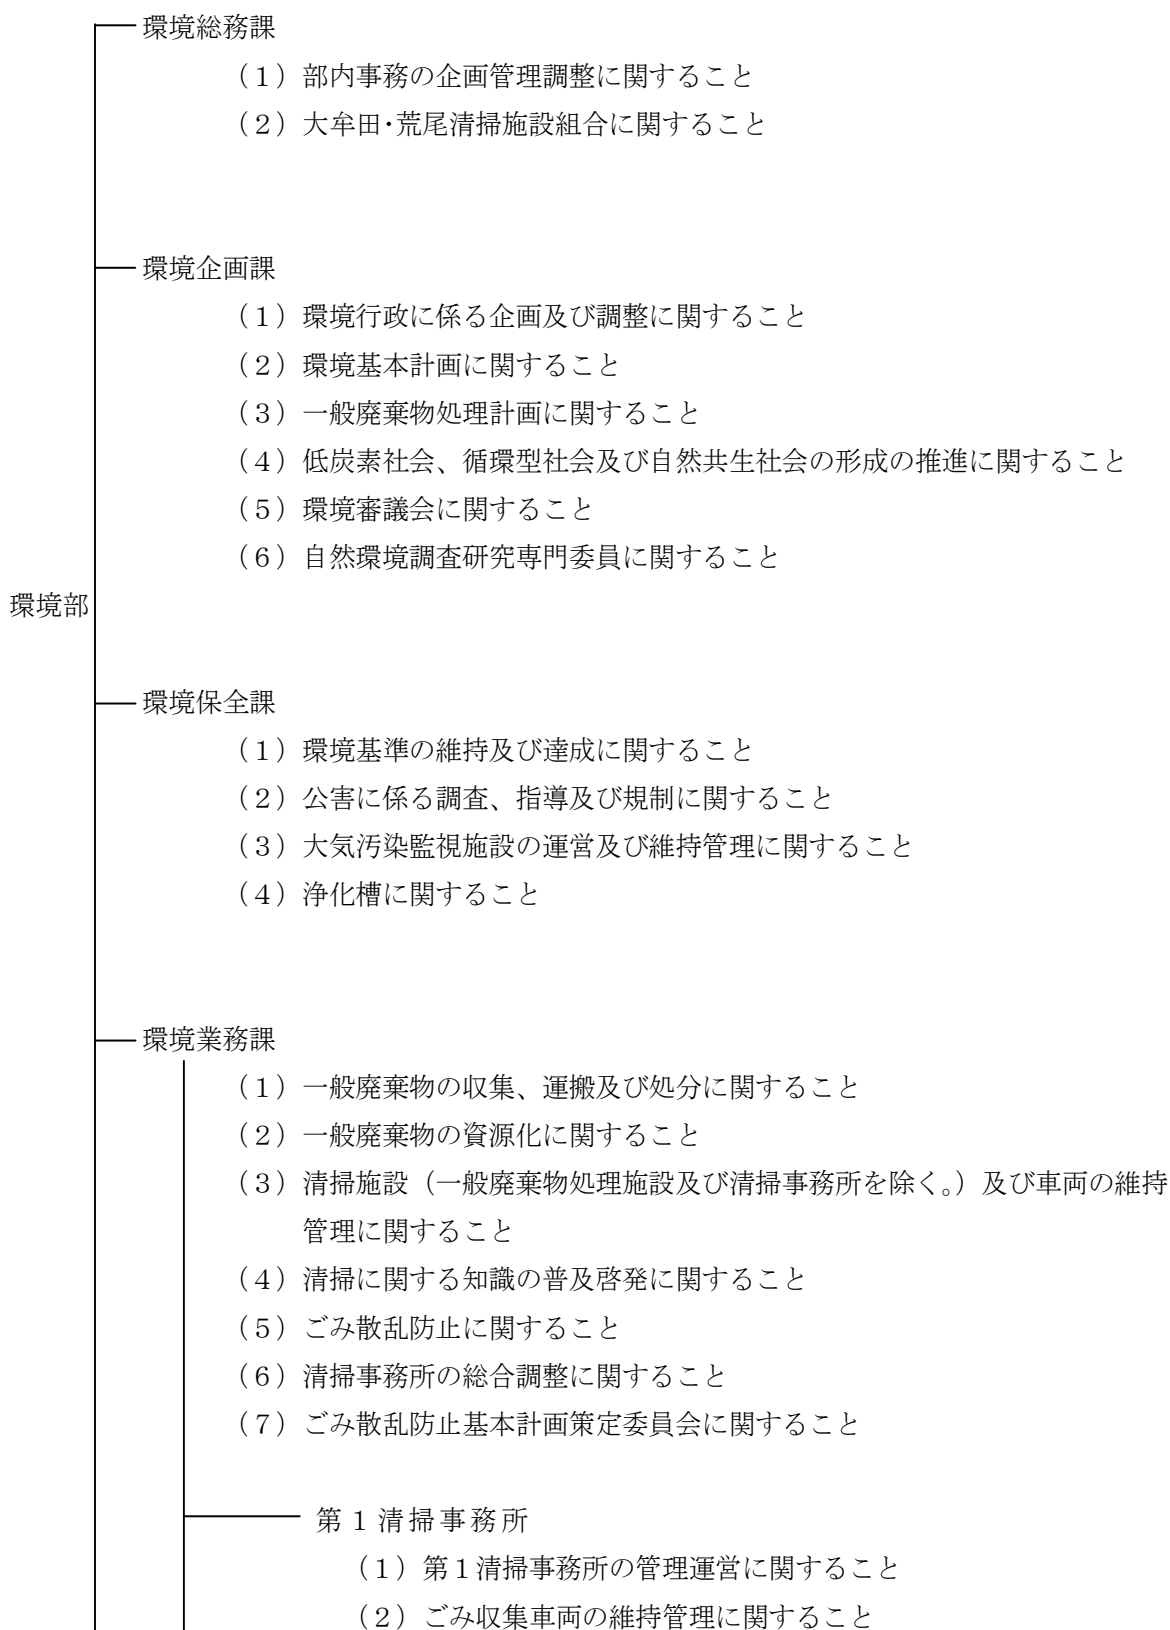 環境総務課
（１）部内事務の企画管理調整に関すること
（２）大牟田･荒尾清掃施設組合に関すること
環境企画課
（１）環境行政に係る企画及び調整に関すること
（２）環境基本計画に関すること
（３）一般廃棄物処理計画に関すること
（４）低炭素社会、循環型社会及び自然共生社会の形成の推進に関すること
（５）環境審議会に関すること
（６）自然環境調査研究専門委員に関すること
環境部
環境保全課
（１）環境基準の維持及び達成に関すること
（２）公害に係る調査、指導及び規制に関すること
（３）大気汚染監視施設の運営及び維持管理に関すること
（４）浄化槽に関すること
環境業務課
（１）一般廃棄物の収集、運搬及び処分に関すること
（２）一般廃棄物の資源化に関すること
（３）清掃施設（一般廃棄物処理施設及び清掃事務所を除く。）及び車両の維持
管理に関すること
（４）清掃に関する知識の普及啓発に関すること
（５）ごみ散乱防止に関すること
（６）清掃事務所の総合調整に関すること
（７）ごみ散乱防止基本計画策定委員会に関すること
第１清掃事務所
（１）第１清掃事務所の管理運営に関すること
（２）ごみ収集車両の維持管理に関すること